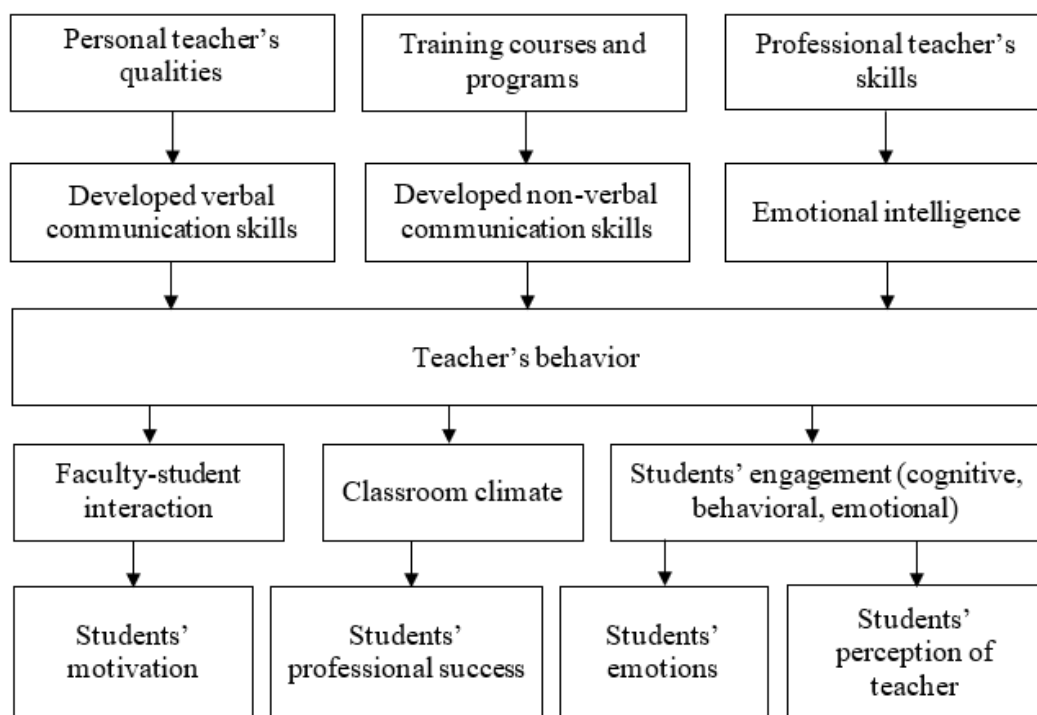 Personal teacher’s
qualities
Training courses and
programs
Professional teacher’s
skills
Developed verbal
communication skills
Developed non-verbal
communication skills
Emotional intelligence
Teacher’s behavior
Faculty-student
interaction
Classroom climate
Students’ engagement (cognitive,
behavioral, emotional)
Students’
motivation
Students’
professional success
Students’
emotions
Students’
perception of
teacher